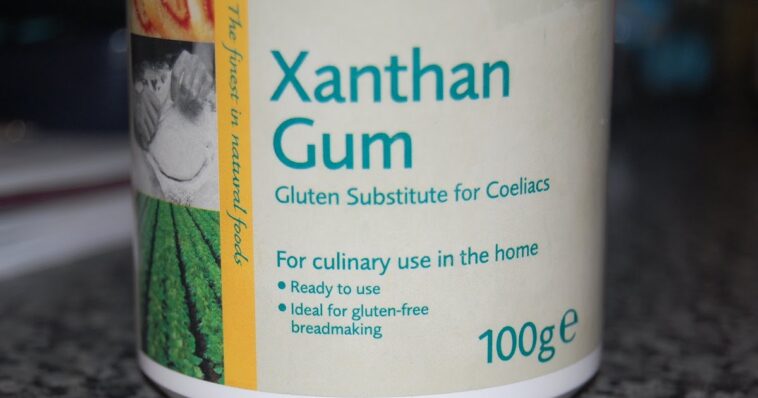 The finest in natural foods
Xanthan
Gum
Gluten Substitute for Coeliacs
For culinary use in the home
• Ready to use
• Ideal for gluten-free
breadmaking
100g℮